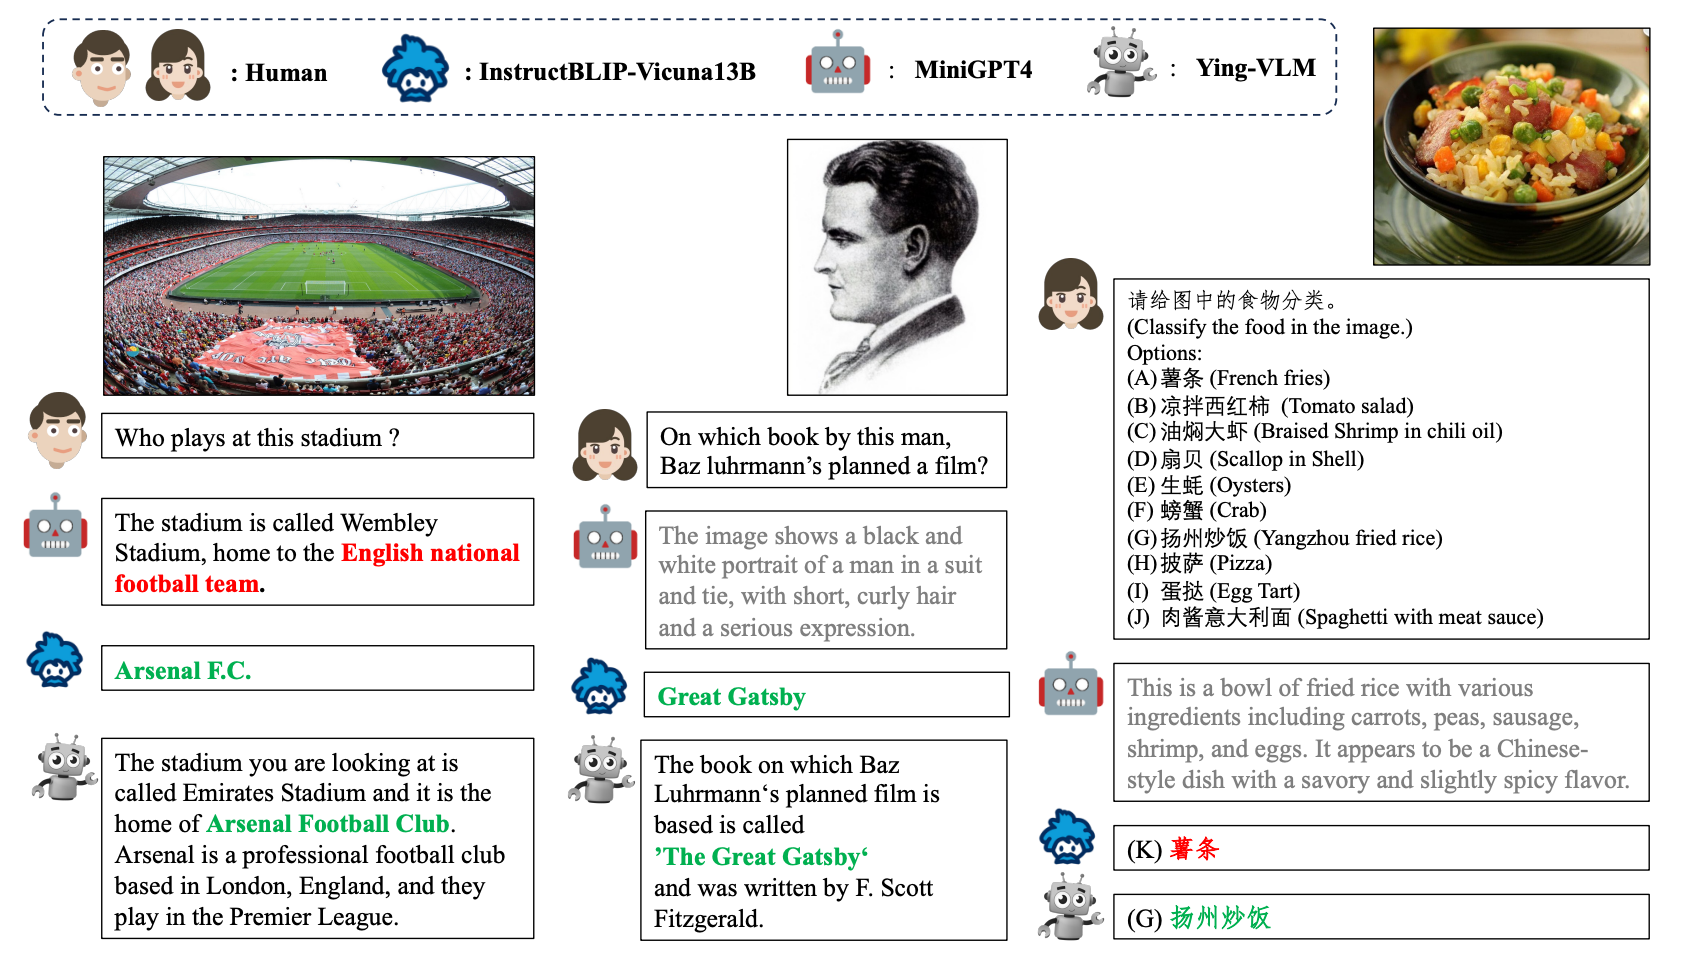 : Human
: InstructBLIP-Vicuna13B
: MiniGPT4
: Ying-VLM
Who plays at this stadium ?
The stadium is called Wembley
Stadium, home to the English national
football team.
Arsenal F.C.
The stadium you are looking at is
called Emirates Stadium and it is the
home of Arsenal Football Club.
Arsenal is a professional football club
based in London, England, and they
play in the Premier League.
On which book by this man,
Baz luhrmann’s planned a film?
The image shows a black and
white portrait of a man in a suit
and tie, with short, curly hair
and a serious expression.
Great Gatsby
The book on which Baz
Luhrmann‘s planned film is
based is called
’The Great Gatsby‘
and was written by F. Scott
Fitzgerald.
请给图中的食物分类。
(Classify the food in the image.)
Options:
(A) 薯条 (French fries)
(B) 凉拌西红柿 (Tomato salad)
(C) 油焖大虾 (Braised Shrimp in chili oil)
(D) 扇贝 (Scallop in Shell)
(E) 生蚝 (Oysters)
(F) 螃蟹 (Crab)
(G) 扬州炒饭 (Yangzhou fried rice)
(H) 披萨 (Pizza)
(I) 蛋挞 (Egg Tart)
(J) 肉酱意大利面 (Spaghetti with meat sauce)
This is a bowl of fried rice with various
ingredients including carrots, peas, sausage,
shrimp, and eggs. It appears to be a Chinese-
style dish with a savory and slightly spicy flavor.
(K) 薯条
(G) 扬州炒饭